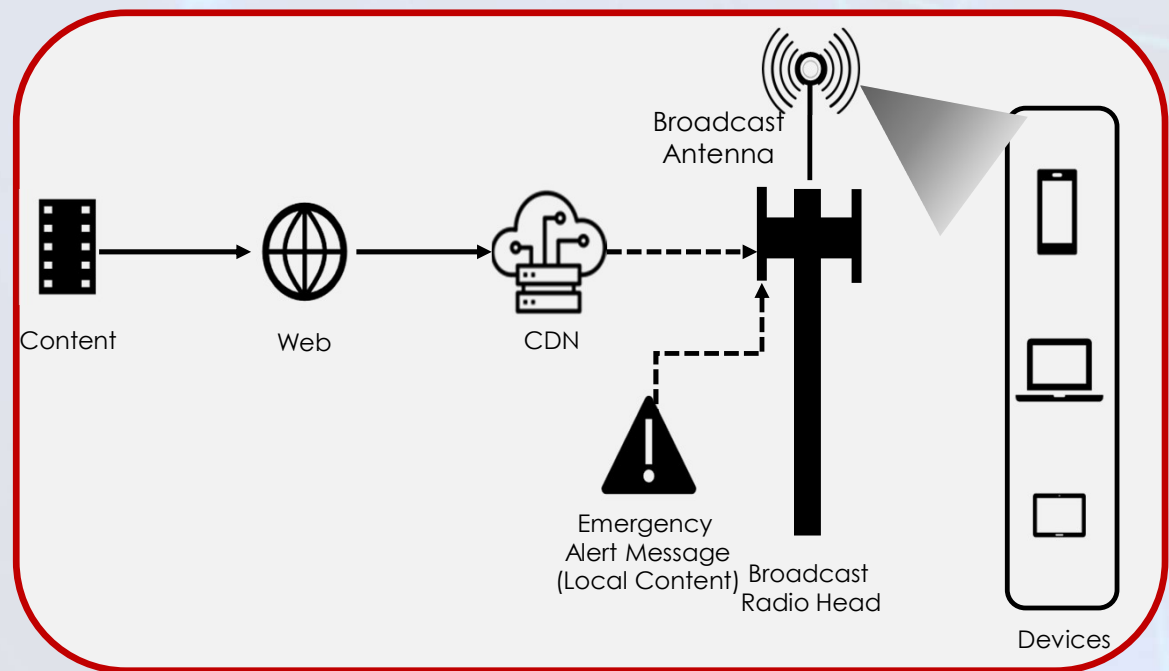 Broadcast
Antenna
Content
Web
CDN
Emergency
Alert Message
(Local Content)
Broadcast
Radio Head
Devices